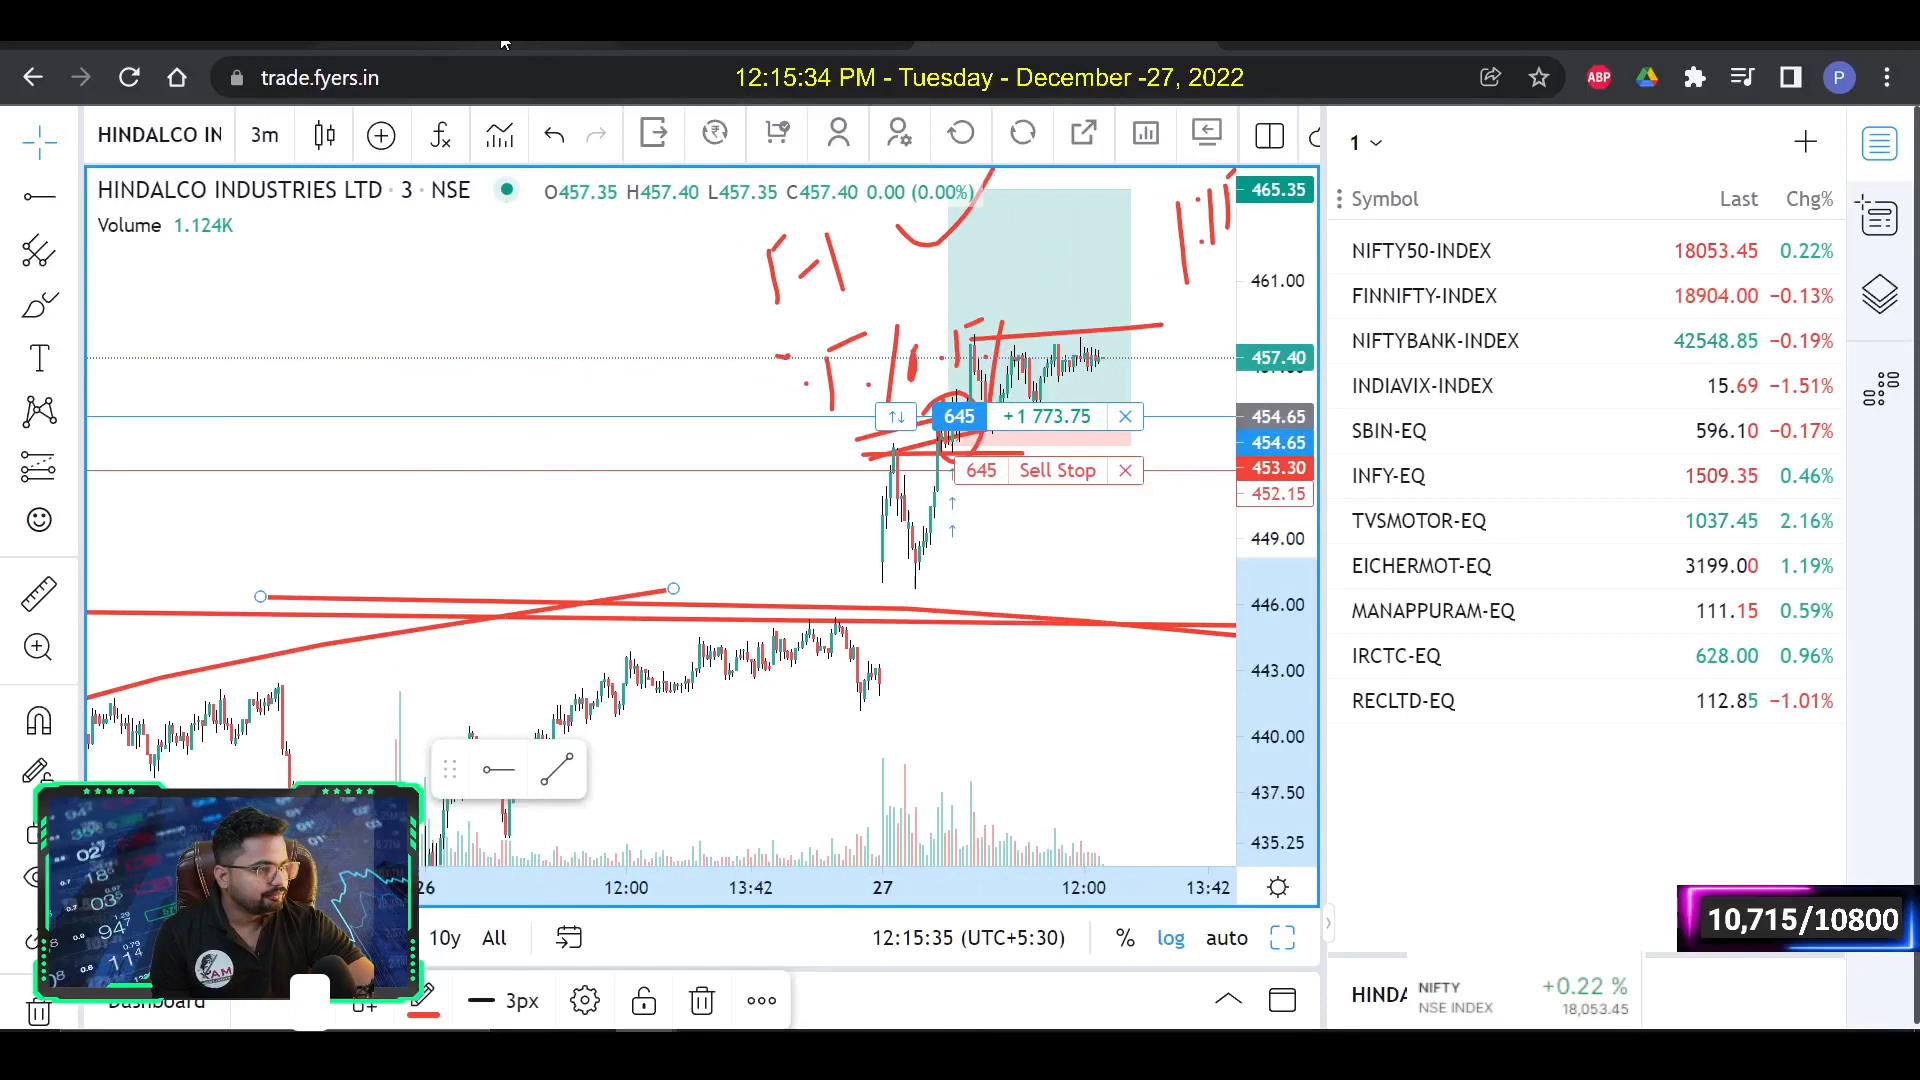 trade.fyers.in
12:15:34 PM - Tuesday - December -27, 2022
ABP
P
HINDALCO IN
3m
HINDALCO INDUSTRIES LTD · 3 · NSE
O457.35 H457.40 L457.35 C457.40 0.00 (0.00%)
Volume 1.124K
465.35
461.00
457.40
454.65
454.65
453.30
452.15
449.00
446.00
443.00
440.00
437.50
435.25
645 +1 773.75
645 Sell Stop
26 12:00 13:42 27 12:00 13:42
10y All
12:15:35 (UTC+5:30) % log auto
Dashboard
3px
1
Symbol Last Chg%
NIFTY50-INDEX 18053.45 0.22%
FINNIFTY-INDEX 18904.00 −0.13%
NIFTYBANK-INDEX 42548.85 −0.19%
INDIAVIX-INDEX 15.69 −1.51%
SBIN-EQ 596.10 −0.17%
INFY-EQ 1509.35 0.46%
TVSMOTOR-EQ 1037.45 2.16%
EICHERMOT-EQ 3199.00 1.19%
MANAPPURAM-EQ 111.15 0.59%
IRCTC-EQ 628.00 0.96%
RECLTD-EQ 112.85 −1.01%
10,715/10800
HINDA
NIFTY +0.22 %
NSE INDEX 18,053.45